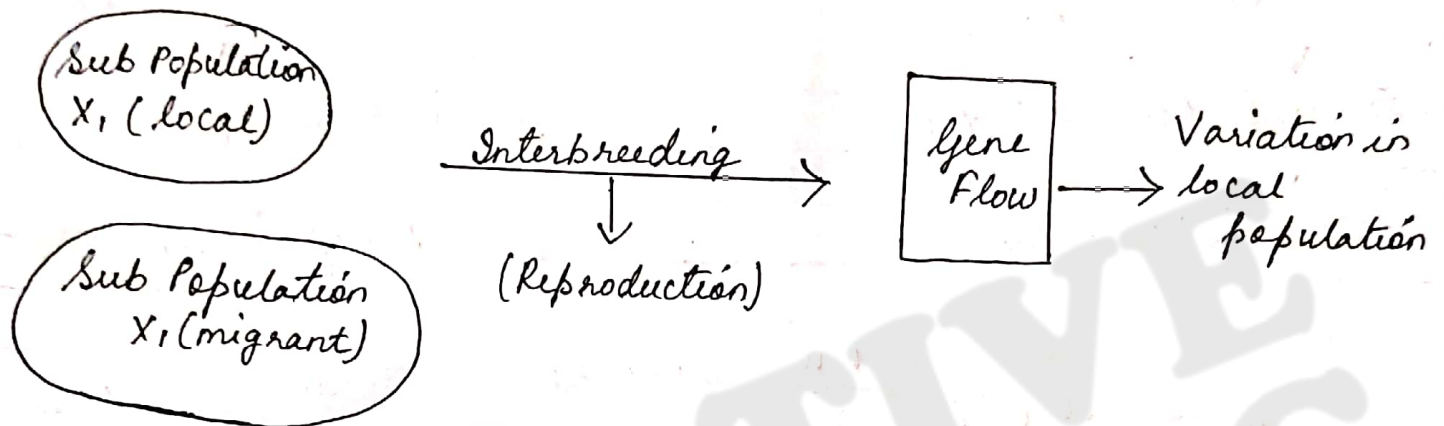 Sub Population
X₁ (local)
Sub Population
X₁ (migrant)
Interbreeding
(Reproduction)
Gene
Flow
Variation in
local
population